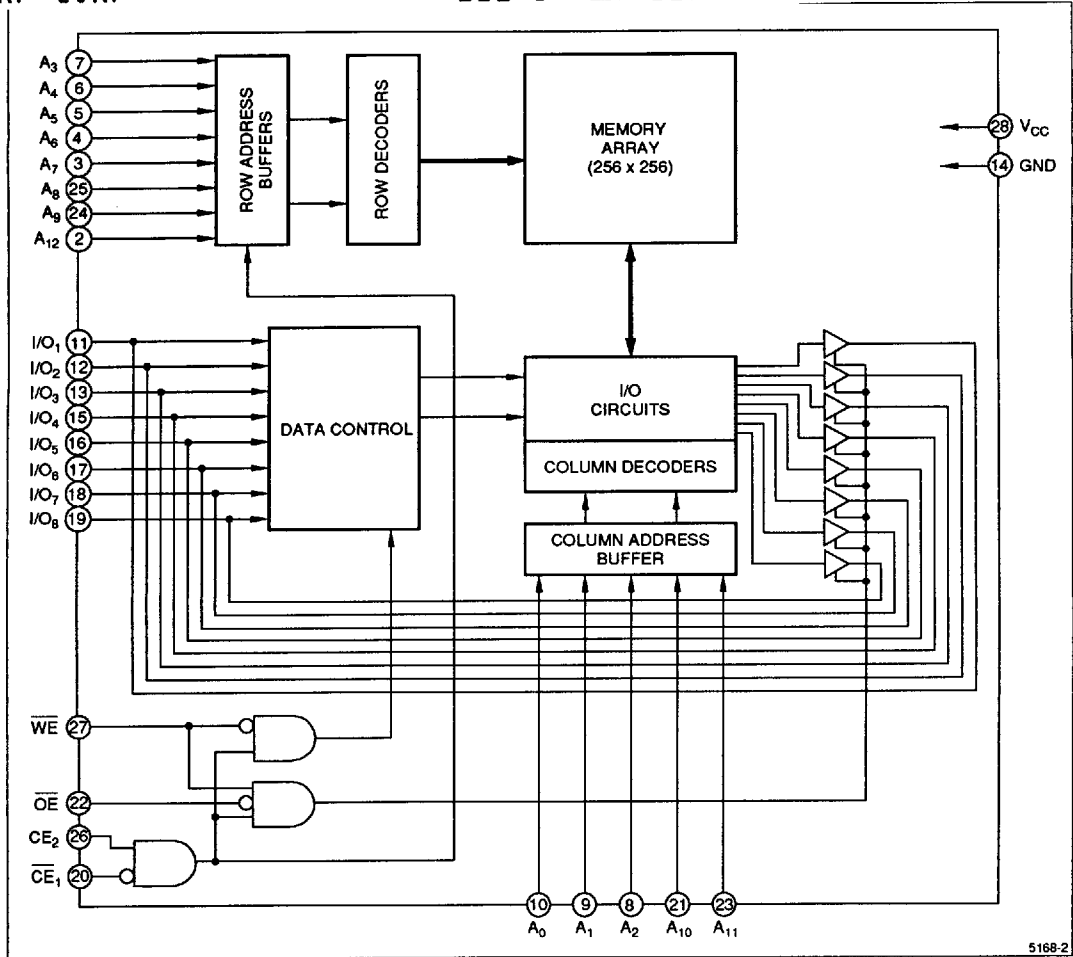 A3 7
A4 6
A5 5
A6 4
A7 3
A8 25
A9 24
A12 2
ROW ADDRESS
BUFFERS
ROW DECODERS
MEMORY
ARRAY
(256 x 256)
28 VCC
14 GND
I/O1 11
I/O2 12
I/O3 13
I/O4 15
I/O5 16
I/O6 17
I/O7 18
I/O8 19
DATA CONTROL
I/O
CIRCUITS
COLUMN DECODERS
COLUMN ADDRESS
BUFFER
W̅E̅ 27
O̅E̅ 22
CE2 26
C̅E̅1 20
10 9 8 21 23
A0 A1 A2 A10 A11
5168-2